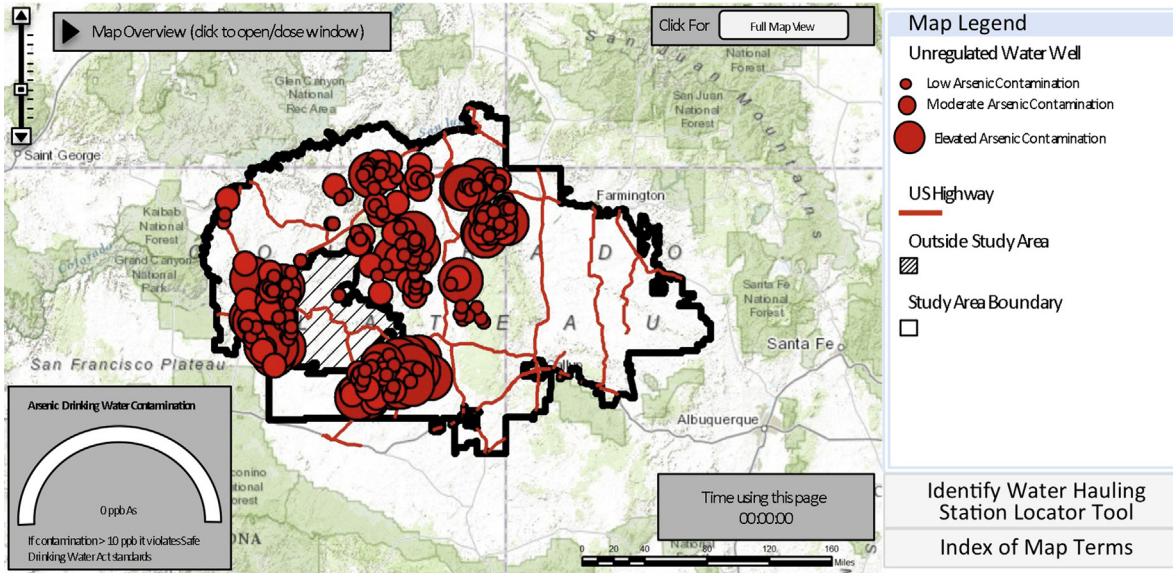 Map Overview (click to open/close window)
Click For
Full Map View
Map Legend
Unregulated Water Well
Low Arsenic Contamination
Moderate Arsenic Contamination
Elevated Arsenic Contamination
US Highway
Outside Study Area
Study Area Boundary
Identify Water Hauling
Station Locator Tool
Index of Map Terms
San Juan Mountains
National
Forest
Glen Canyon
National
Rec Area
San Juan
National
Forest
Saint George
Farmington
Kaibab
National
Forest
Colorado
Grand Canyon
National
Park
A D O
A T E A U
Santa Fe
National
Forest
Santa Fe
San Francisco Plateau
Albuquerque
Arsenic Drinking Water Contamination
0 ppb As
If contamination > 10 ppb it violates Safe
Drinking Water Act standards
Time using this page
00:00:00
0 20 40 80 120 160
Miles
National
Forest